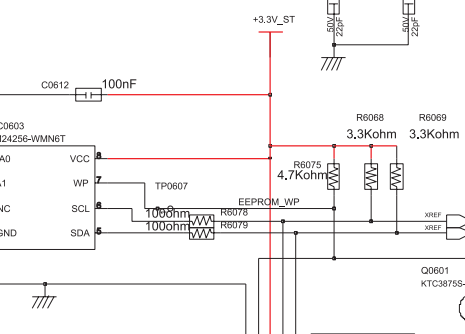 +3.3V_ST
50V
22pF
50V
22pF
C0612
100nF
R6068
R6069
3.3Kohm
3.3Kohm
C0603
24256-WMN6T
A0
VCC
8
R6075
4.7Kohm
A1
WP
7
TP0607
EEPROM_WP
NC
SCL
6
100ohm
R6078
XREF
GND
SDA
5
100ohm
R6079
XREF
Q0601
KTC3875S-